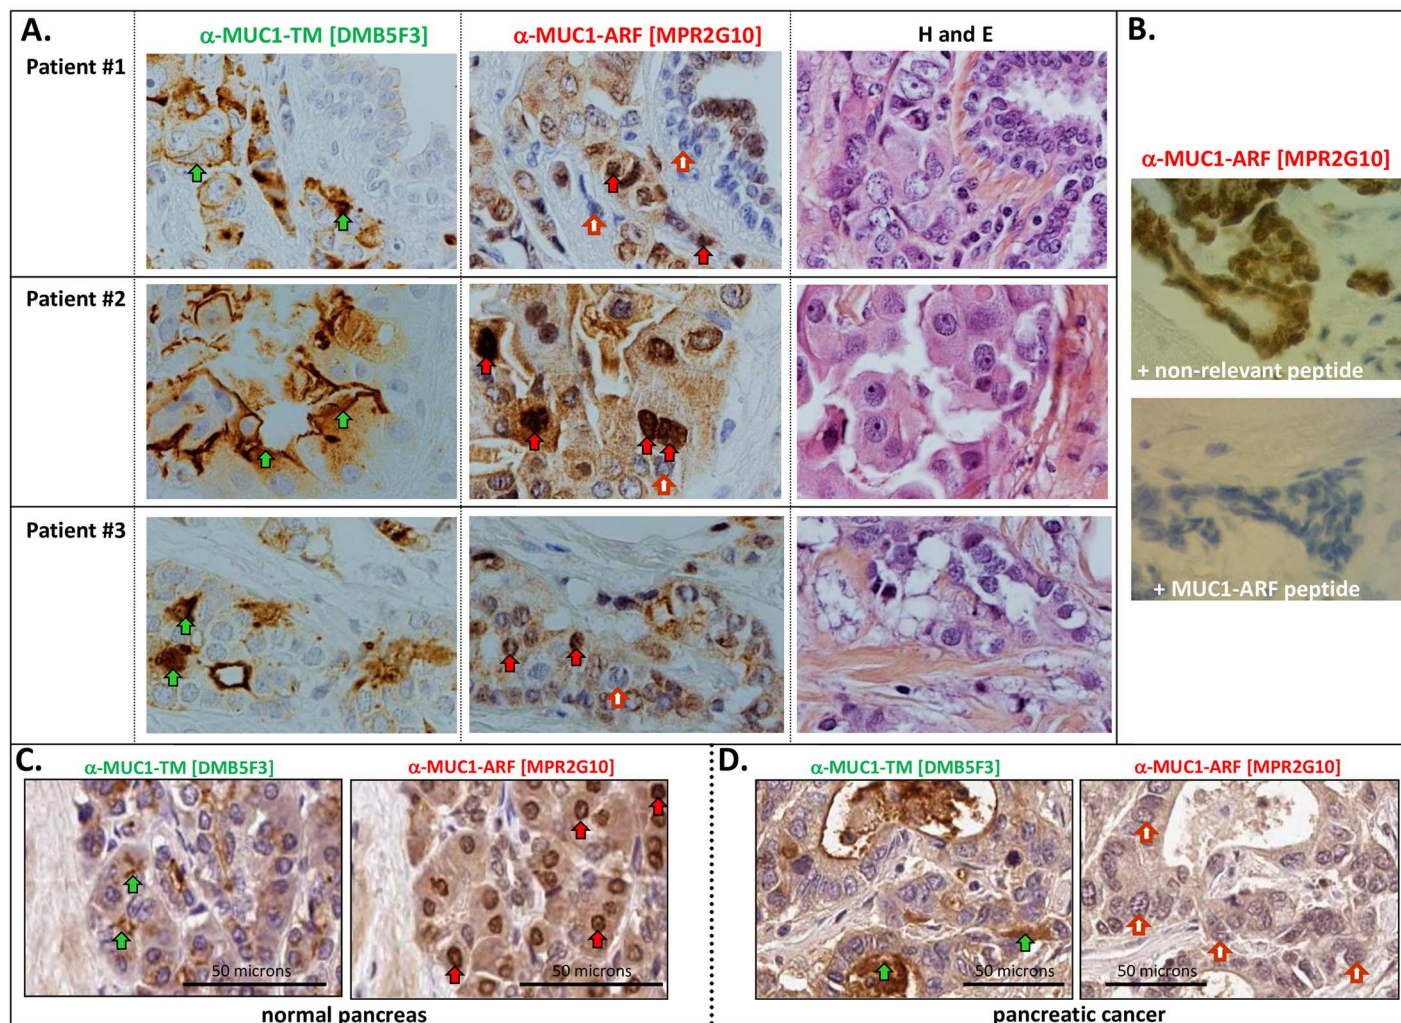 A.
α-MUC1-TM [DMB5F3]
α-MUC1-ARF [MPR2G10]
H and E
B.
Patient #1
α-MUC1-ARF [MPR2G10]
+ non-relevant peptide
Patient #2
+ MUC1-ARF peptide
Patient #3
C.
α-MUC1-TM [DMB5F3]
α-MUC1-ARF [MPR2G10]
50 microns
50 microns
normal pancreas
D.
α-MUC1-TM [DMB5F3]
α-MUC1-ARF [MPR2G10]
50 microns
50 microns
pancreatic cancer